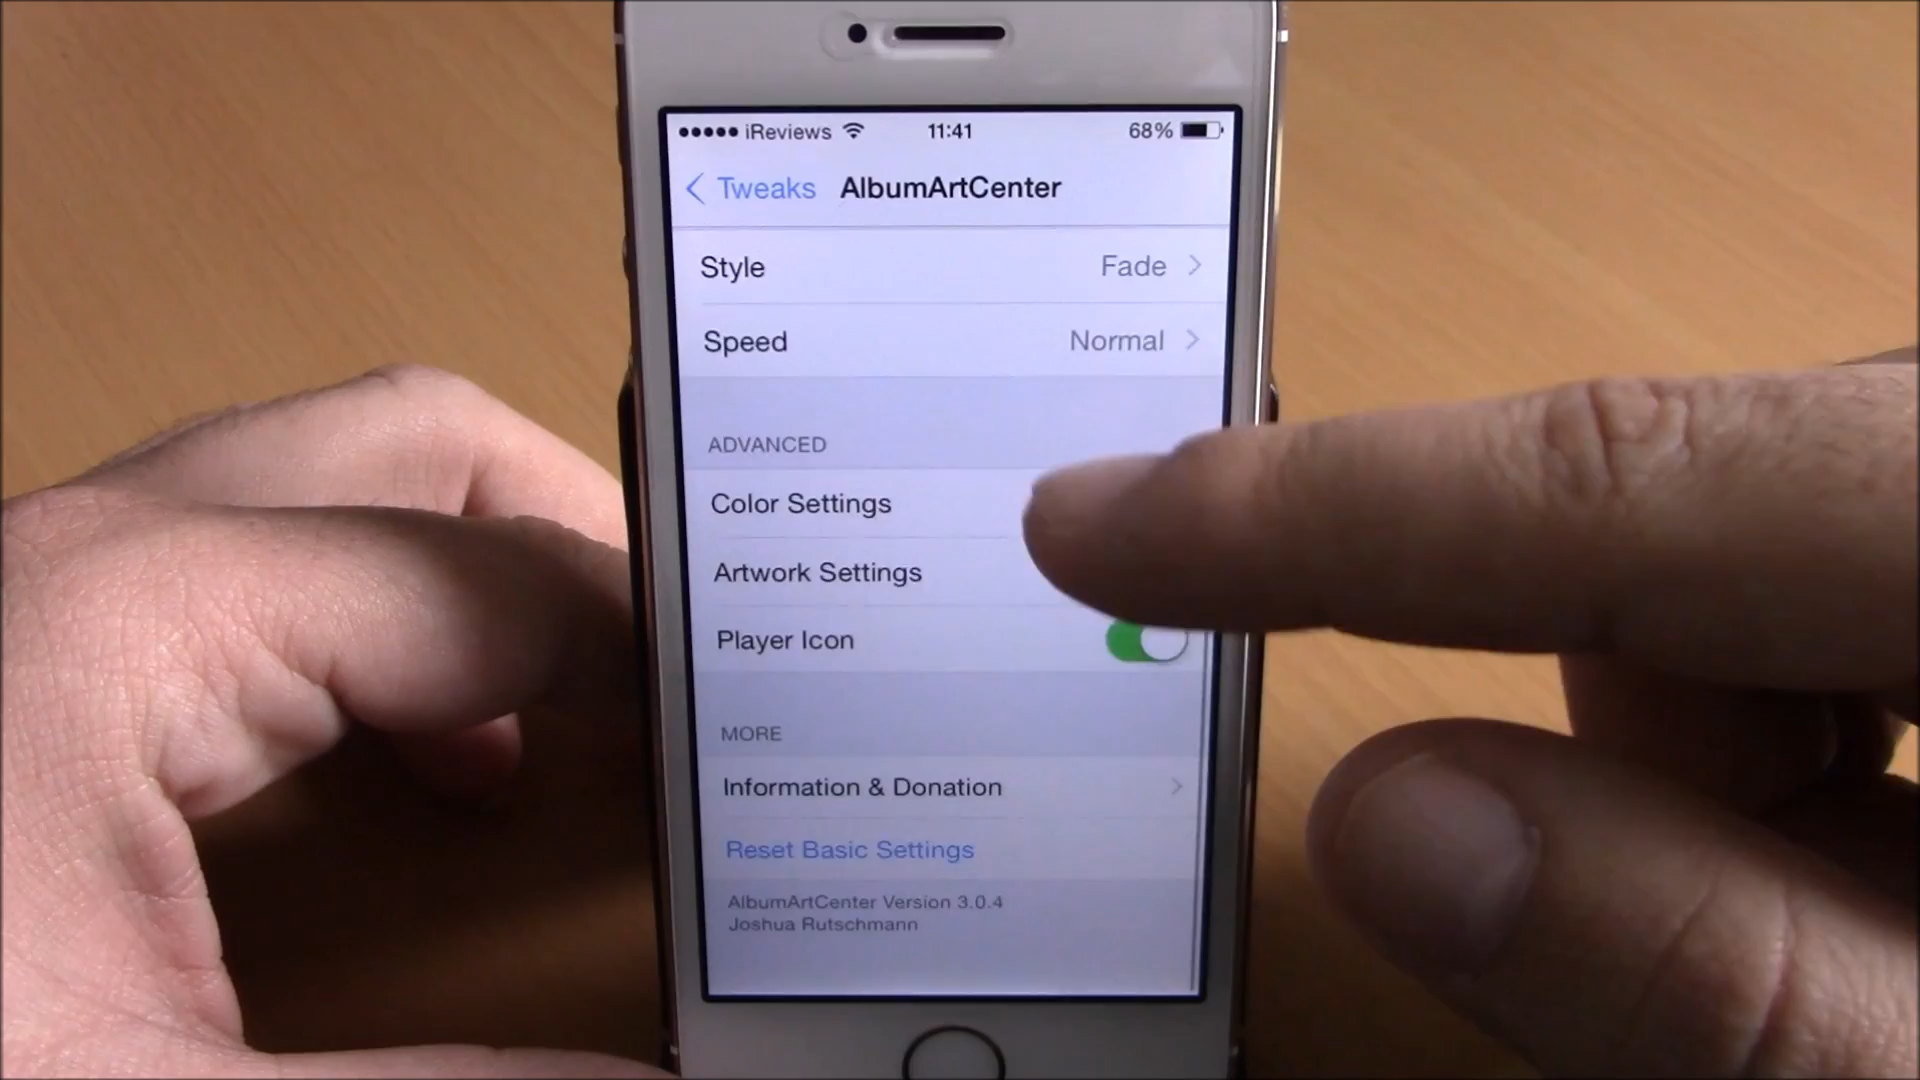 iReviews 11:41 68%
Tweaks AlbumArtCenter
Style Fade
Speed Normal
ADVANCED
Color Settings
Artwork Settings
Player Icon
MORE
Information & Donation
Reset Basic Settings
AlbumArtCenter Version 3.0.4
Joshua Rutschmann